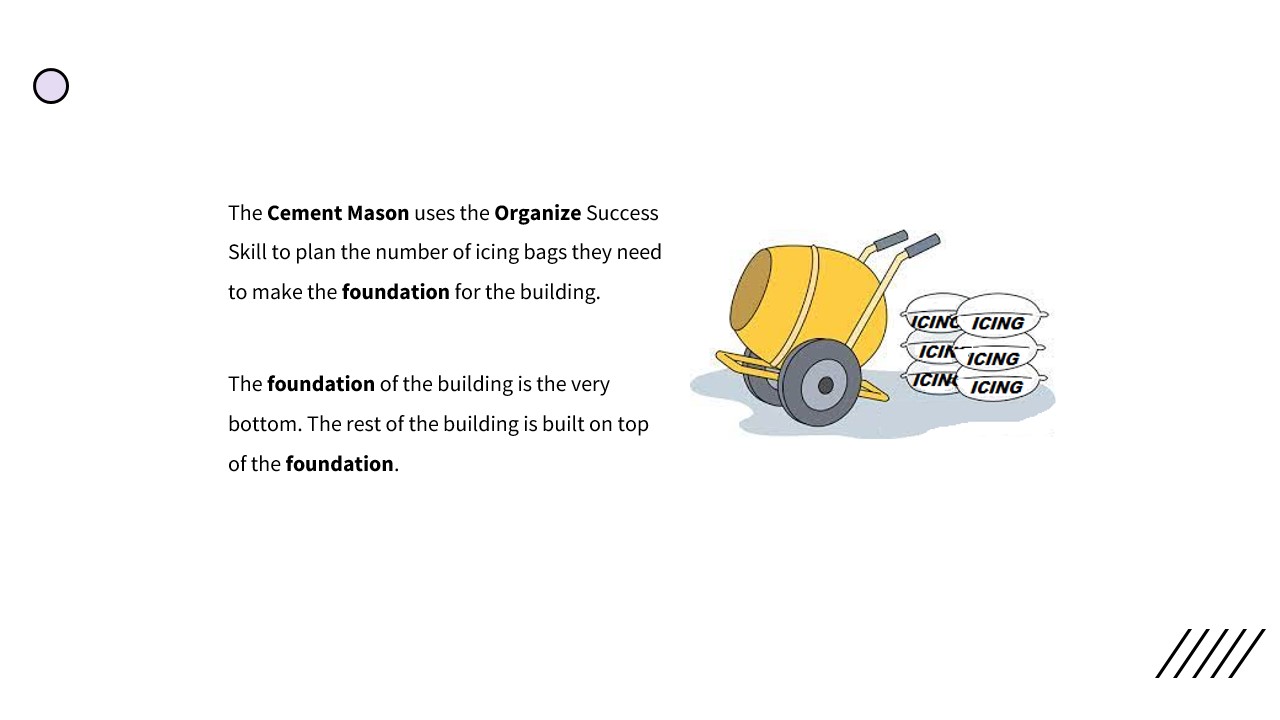 The Cement Mason uses the Organize Success
Skill to plan the number of icing bags they need
to make the foundation for the building.
The foundation of the building is the very
bottom. The rest of the building is built on top
of the foundation.
ICING ICING
ICING ICING
ICING ICING